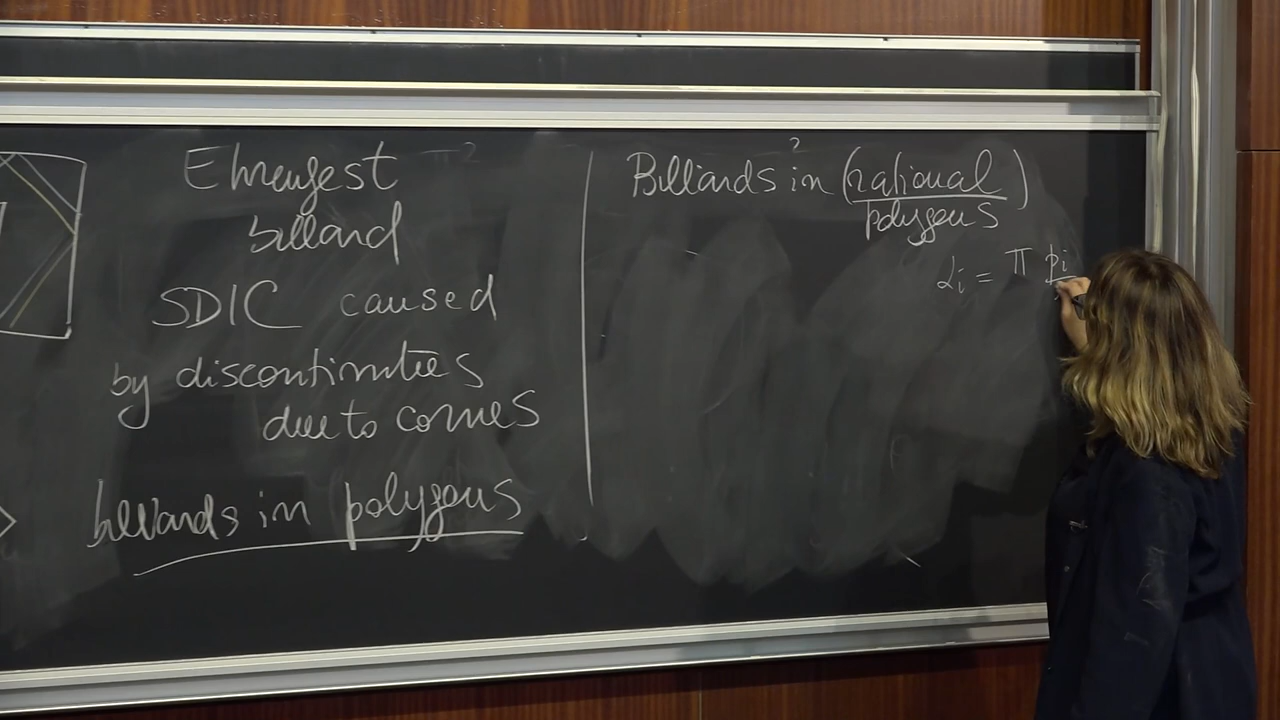 Ehrenfest
billiard
SDIC caused
by discontinuities
due to corners
billiards in polygons
Billiards in (rational
polygons)
αi = π pi